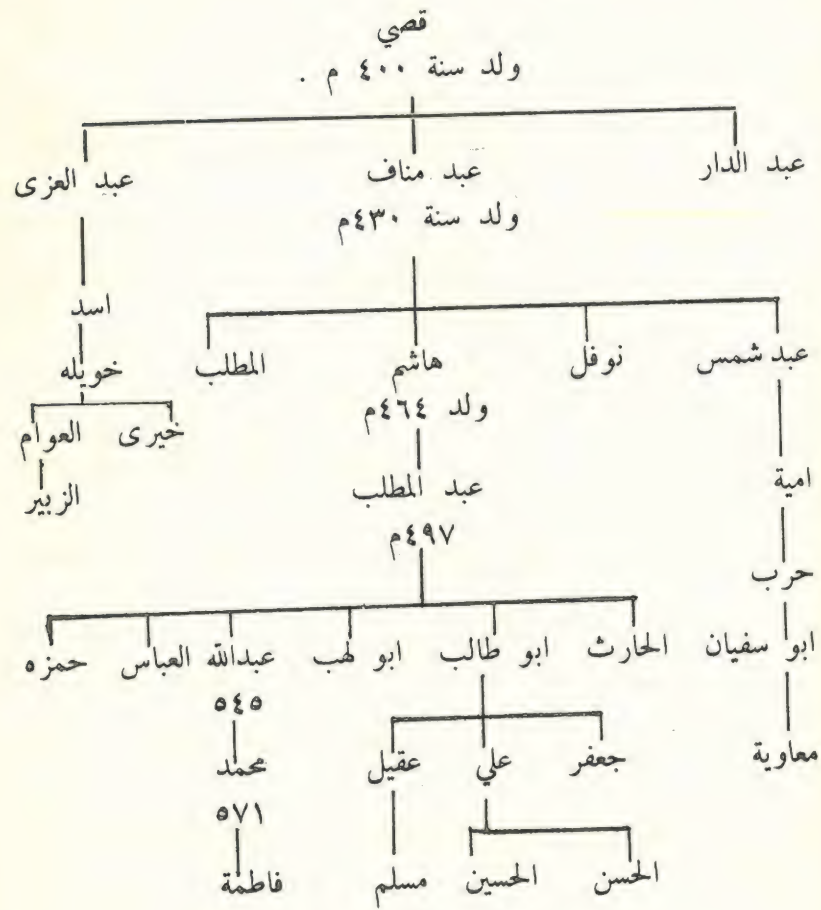 قصي
ولد سنة ٤٠٠ م .
عبد الدار
عبد مناف
عبد العزى
ولد سنة ٤٣٠م
اسد
عبد شمس
نوفل
هاشم
المطلب
خويله
ولد ٤٦٤م
خيرى
العوام
امية
عبد المطلب
الزبير
٤٩٧م
حرب
ابو سفيان
الحارث
ابو طالب
ابو لهب
عبدالله
العباس
حمزه
٥٤٥
معاوية
جعفر
علي
عقيل
محمد
٥٧١
الحسن
الحسين
مسلم
فاطمة